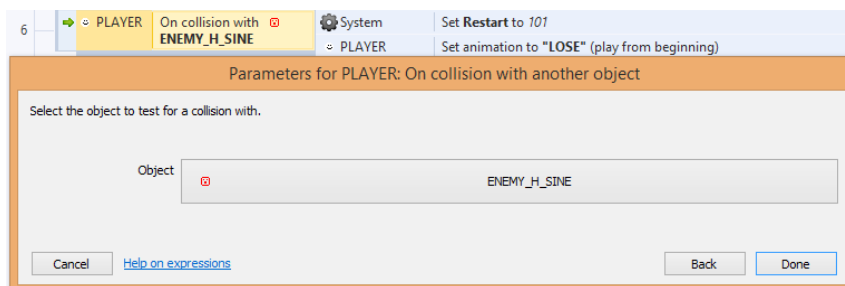 6 PLAYER On collision with ENEMY_H_SINE System Set Restart to 101
PLAYER Set animation to "LOSE" (play from beginning)
Parameters for PLAYER: On collision with another object
Select the object to test for a collision with.
Object ENEMY_H_SINE
Cancel Help on expressions Back Done